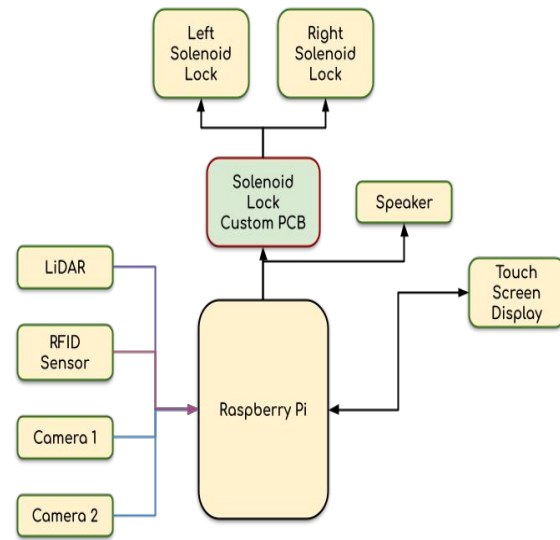 Left
Solenoid
Lock
Right
Solenoid
Lock
Solenoid
Lock
Custom PCB
Speaker
LiDAR
Touch
Screen
Display
RFID
Sensor
Raspberry Pi
Camera 1
Camera 2